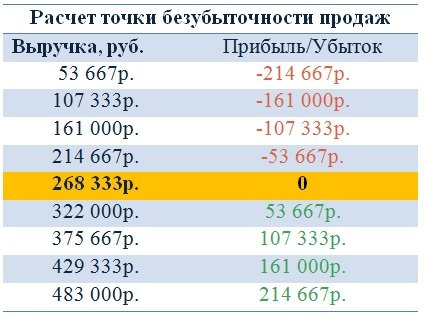 Расчет точки безубыточности продаж
Выручка, руб. Прибыль/Убыток
53 667р. -214 667р.
107 333р. -161 000р.
161 000р. -107 333р.
214 667р. -53 667р.
268 333р. 0
322 000р. 53 667р.
375 667р. 107 333р.
429 333р. 161 000р.
483 000р. 214 667р.